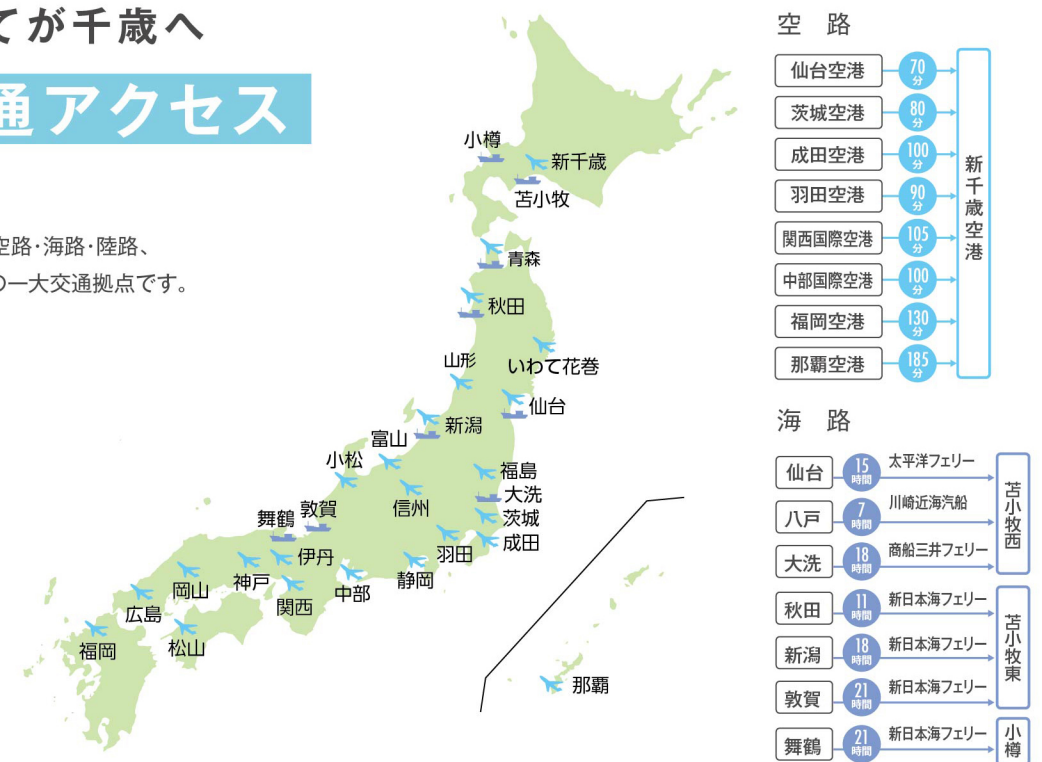 てが千歳へ
通アクセス
空路･海路･陸路、
の一大交通拠点です。
小樽
新千歳
苫小牧
青森
秋田
山形
いわて花巻
仙台
新潟
富山
小松
福島
信州
大洗
敦賀
茨城
舞鶴
成田
羽田
伊丹
静岡
中部
神戸
関西
岡山
広島
松山
福岡
那覇
空 路
仙台空港 70分
茨城空港 80分
成田空港 100分
羽田空港 90分
関西国際空港 105分
中部国際空港 100分
福岡空港 130分
那覇空港 185分
新千歳空港
海 路
仙台 15時間 太平洋フェリー
八戸 7時間 川崎近海汽船
大洗 18時間 商船三井フェリー
苫小牧西
秋田 11時間 新日本海フェリー
新潟 18時間 新日本海フェリー
敦賀 21時間 新日本海フェリー
苫小牧東
舞鶴 21時間 新日本海フェリー
小樽